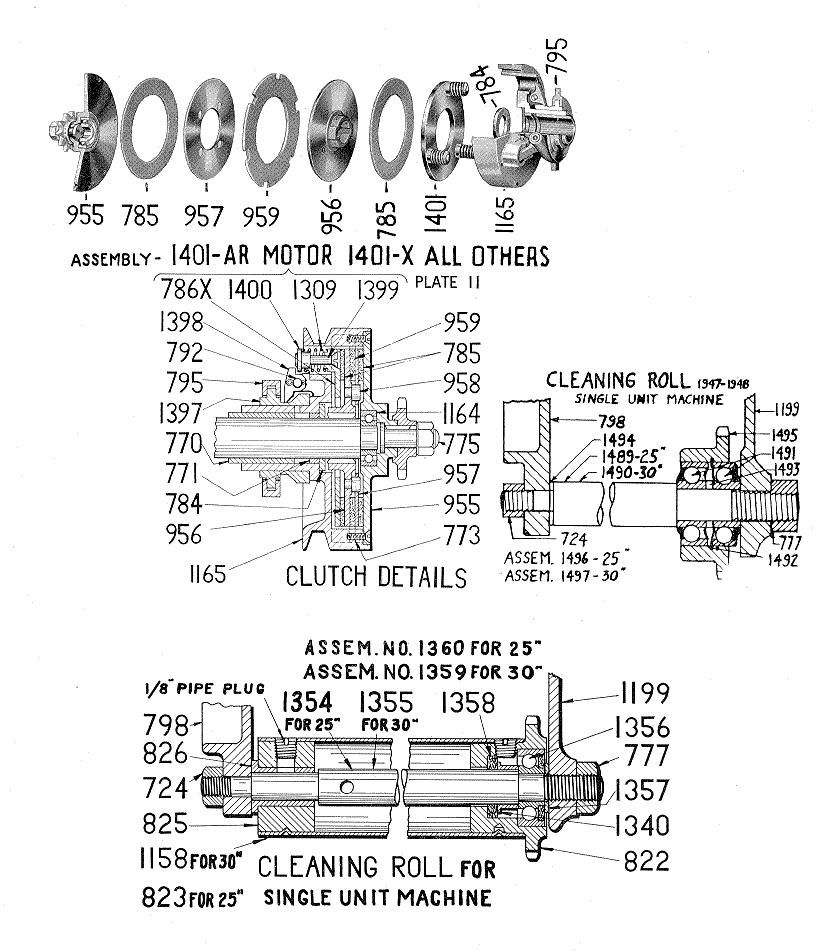 784
795
955 785 957 959 956 785 1401 1165
ASSEMBLY- 1401-AR MOTOR 1401-X ALL OTHERS
PLATE 11
786X 1400 1309 1399
1398
792
795
1397
770
771
784
956
1165
959
785
958
1164
775
957
955
773
CLUTCH DETAILS
CLEANING ROLL 1947-1948
SINGLE UNIT MACHINE
798
1494
1489-25"
1490-30"
1199
1495
1491
1493
724
777
1492
ASSEM. 1496-25"
ASSEM. 1497-30"
ASSEM. NO. 1360 FOR 25"
ASSEM. NO. 1359 FOR 30"
1/8" PIPE PLUG
1354 1355 1358
FOR 25" FOR 30"
798
826
724
825
1158 FOR 30"
823 FOR 25"
1199
1356
777
1357
1340
822
CLEANING ROLL FOR
SINGLE UNIT MACHINE